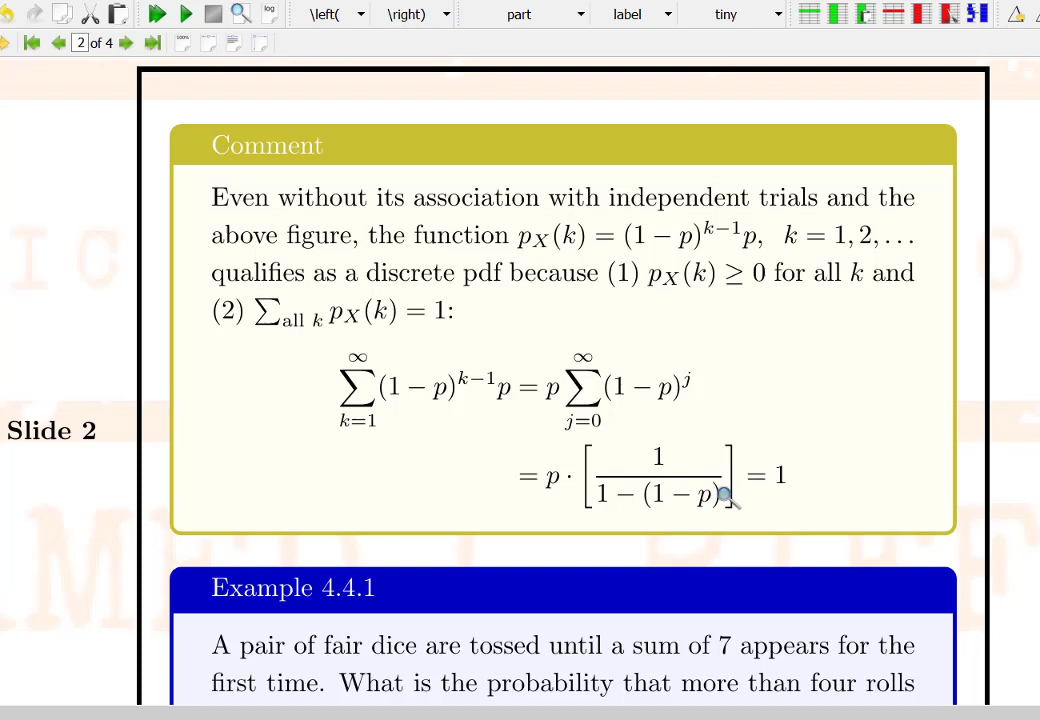 log \left( \right) part label tiny
2 of 4 100%
Comment
Even without its association with independent trials and the
above figure, the function p_X(k) = (1 − p)^{k−1}p, k = 1, 2, . . .
qualifies as a discrete pdf because (1) p_X(k) ≥ 0 for all k and
(2) ∑_{all k} p_X(k) = 1:
∑_{k=1}^{∞} (1 − p)^{k−1}p = p ∑_{j=0}^{∞} (1 − p)^j
Slide 2
= p · [ 1 / 1 − (1 − p) ] = 1
Example 4.4.1
A pair of fair dice are tossed until a sum of 7 appears for the
first time. What is the probability that more than four rolls